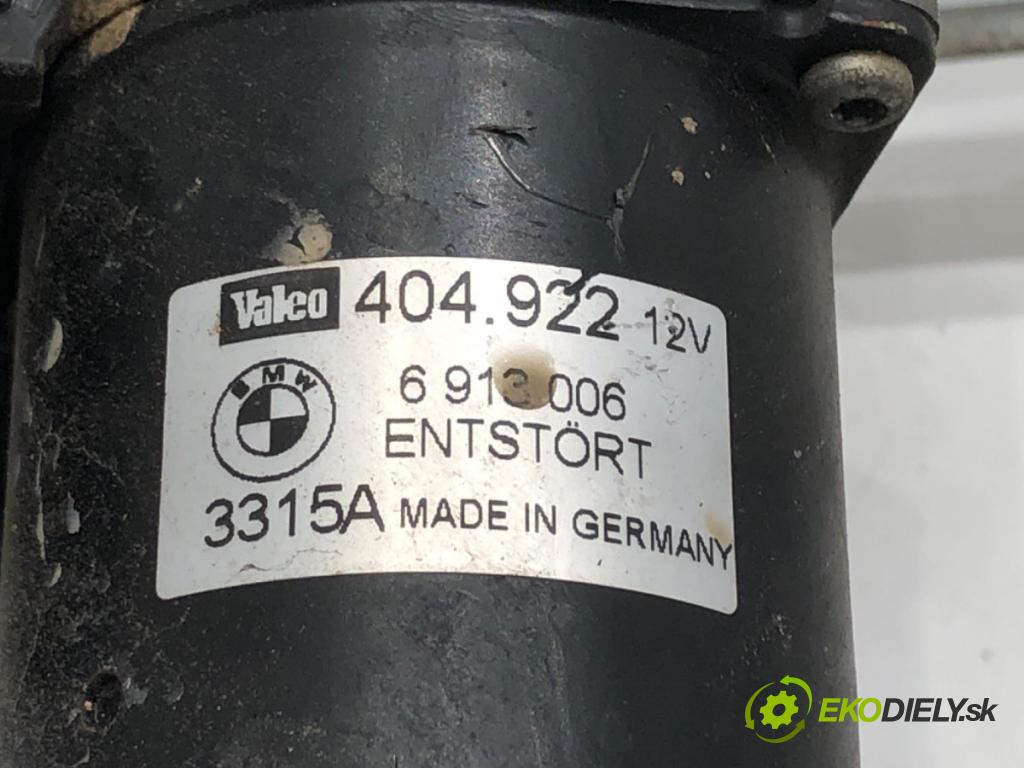 Valeo 404.922 12V
BMW
6 913 006
ENTSTÖRT
3315A MADE IN GERMANY
EKODIELY.sk